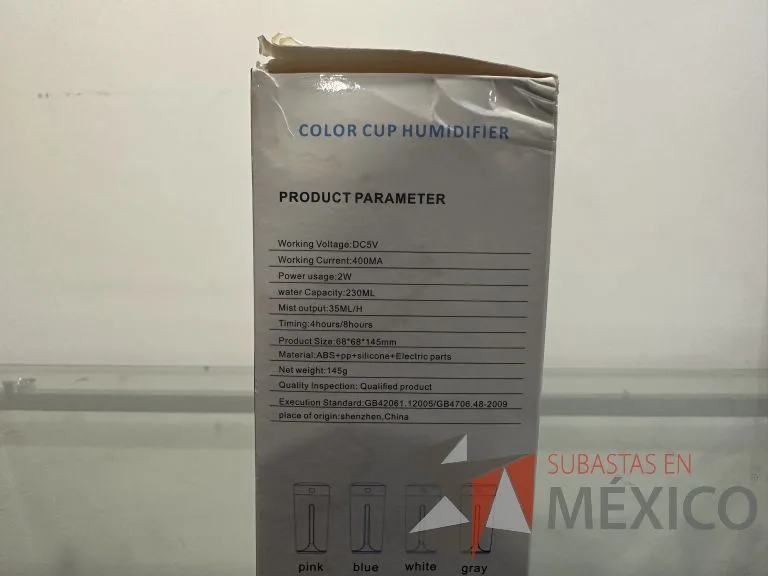 COLOR CUP HUMIDIFIER
PRODUCT PARAMETER
Working Voltage:DC5V
Working Current:400MA
Power usage:2W
water Capacity:230ML
Mist output:35ML/H
Timing:4hours/8hours
Product Size:68*68*145mm
Material:ABS+pp+silicone+Electric parts
Net weight:145g
Quality Inspection: Qualified product
Execution Standard:GB42061.12005/GB4706.48-2009
place of origin:shenzhen,China
pink blue white gray
SUBASTAS EN
MÉXICO